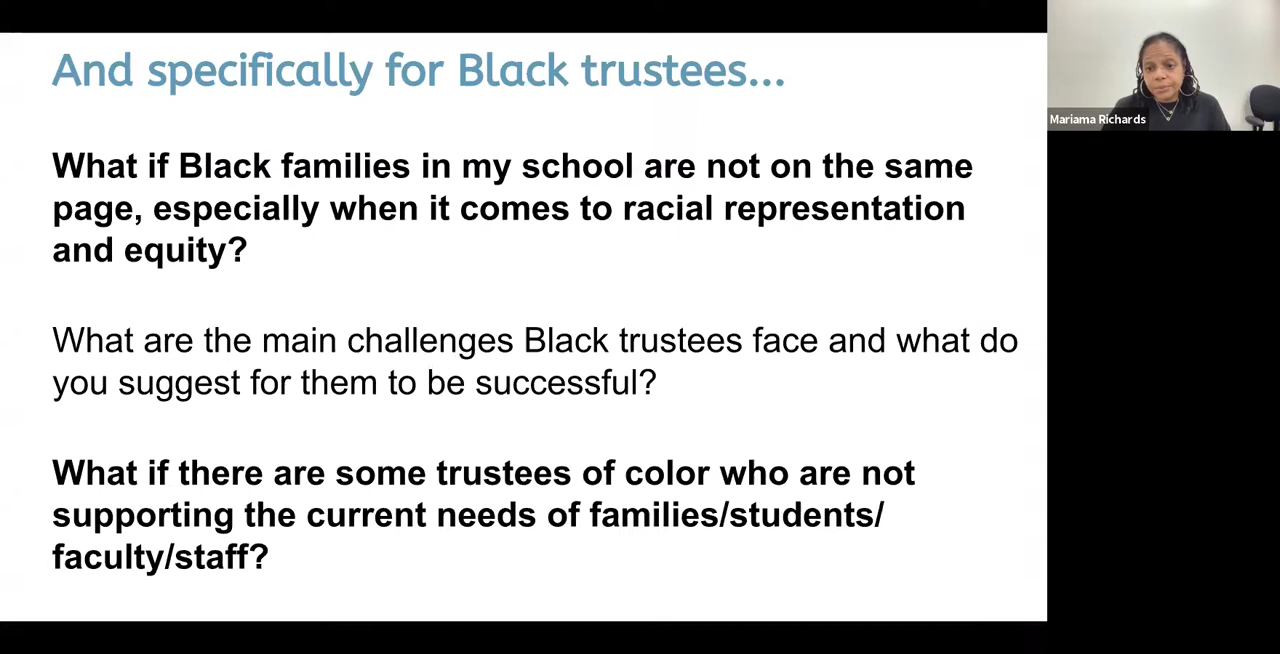 And specifically for Black trustees...
Mariama Richards
What if Black families in my school are not on the same
page, especially when it comes to racial representation
and equity?
What are the main challenges Black trustees face and what do
you suggest for them to be successful?
What if there are some trustees of color who are not
supporting the current needs of families/students/
faculty/staff?